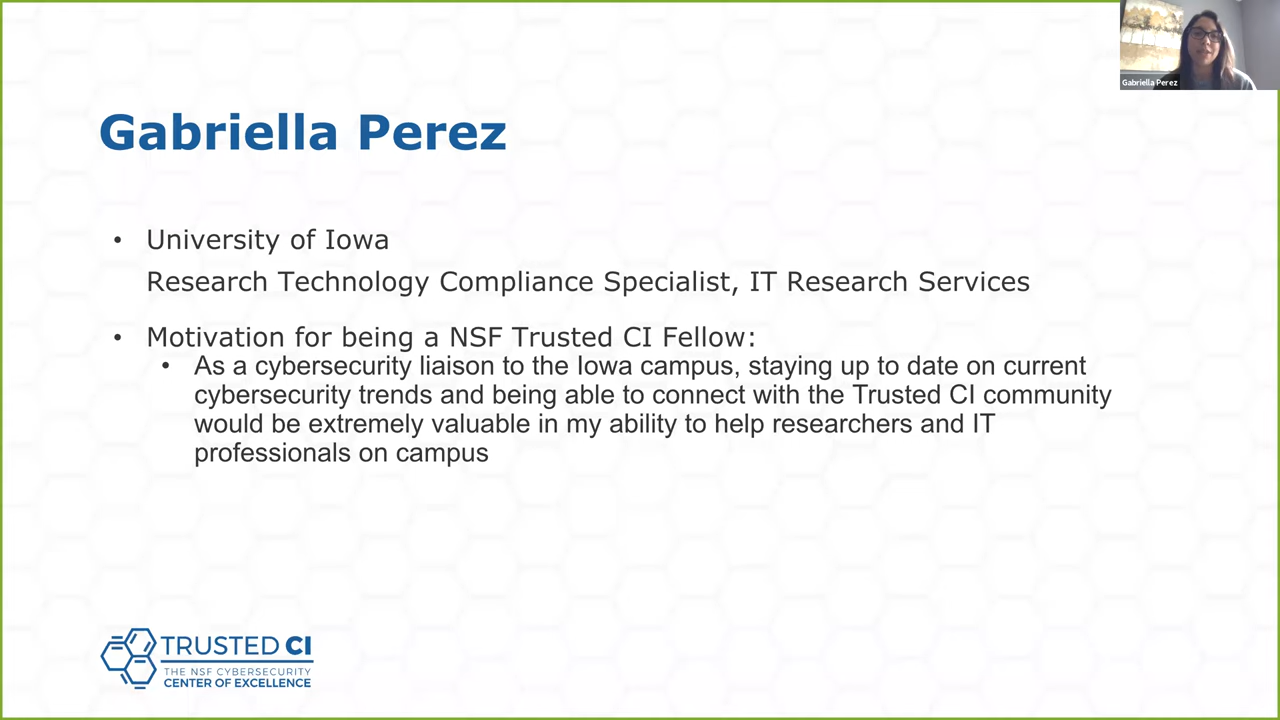 Gabriella Perez
Gabriella Perez
• University of Iowa
Research Technology Compliance Specialist, IT Research Services
• Motivation for being a NSF Trusted CI Fellow:
• As a cybersecurity liaison to the Iowa campus, staying up to date on current
cybersecurity trends and being able to connect with the Trusted CI community
would be extremely valuable in my ability to help researchers and IT
professionals on campus
TRUSTED CI
THE NSF CYBERSECURITY
CENTER OF EXCELLENCE